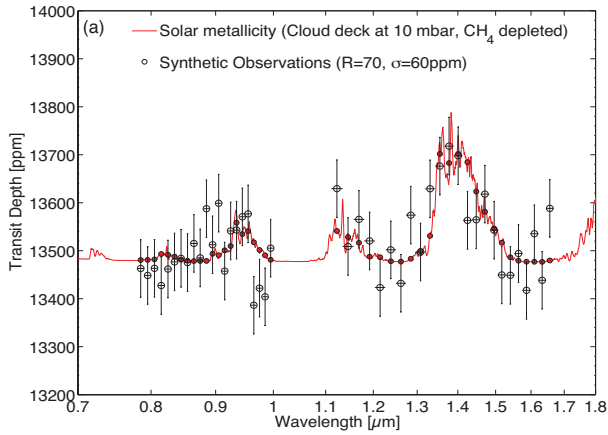 (a)
Solar metallicity (Cloud deck at 10 mbar, CH4 depleted)
Synthetic Observations (R=70, σ=60ppm)
Transit Depth [ppm]
14000
13900
13800
13700
13600
13500
13400
13300
13200
0.7 0.8 0.9 1 1.1 1.2 1.3 1.4 1.5 1.6 1.7 1.8
Wavelength [µm]